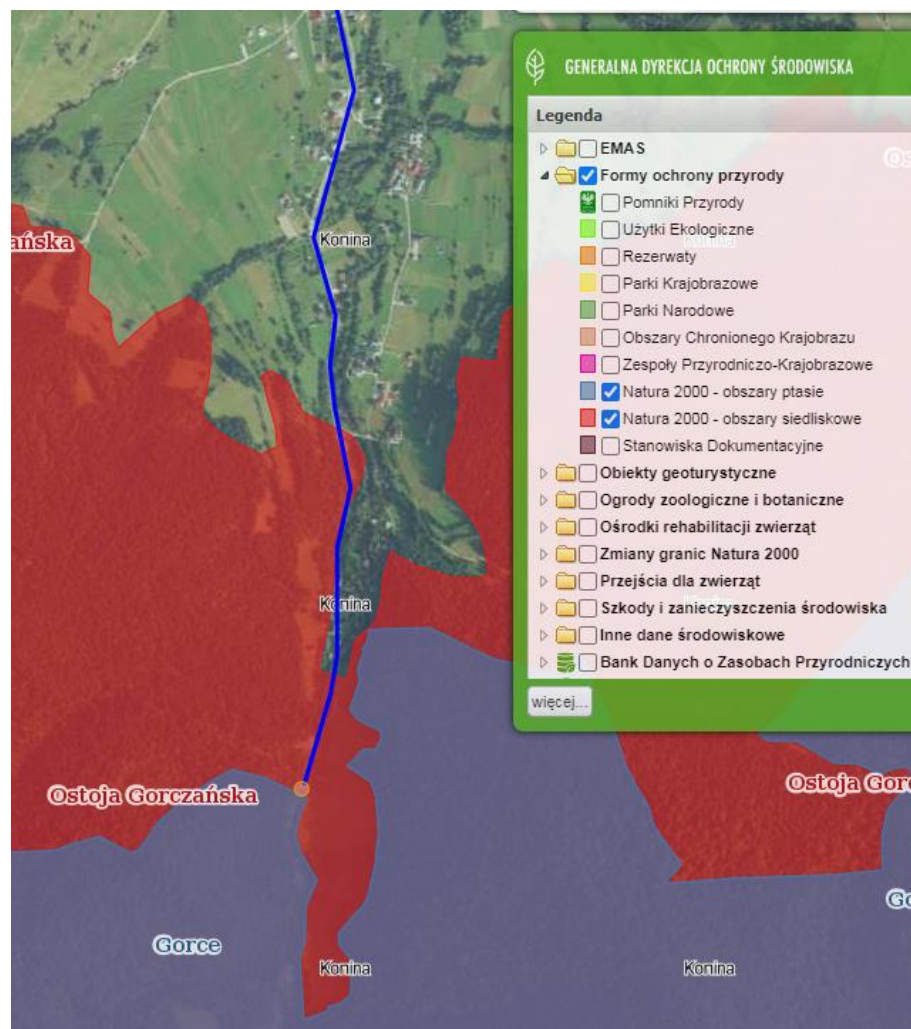 GENERALNA DYREKCJA OCHRONY ŚRODOWISKA
Legenda
EMAS
Formy ochrony przyrody
Pomniki Przyrody
Użytki Ekologiczne
Rezerwaty
Parki Krajobrazowe
Parki Narodowe
Obszary Chronionego Krajobrazu
Zespoły Przyrodniczo-Krajobrazowe
Natura 2000 - obszary ptasie
Natura 2000 - obszary siedliskowe
Stanowiska Dokumentacyjne
Obiekty geoturystyczne
Ogrody zoologiczne i botaniczne
Ośrodki rehabilitacji zwierząt
Zmiany granic Natura 2000
Przejścia dla zwierząt
Szkody i zanieczyszczenia środowiska
Inne dane środowiskowe
Bank Danych o Zasobach Przyrodniczych
więcej...
ańska
Konina
Konina
Ostoja Gorczańska
Ostoja Gor
Gorce
Konina
Konina